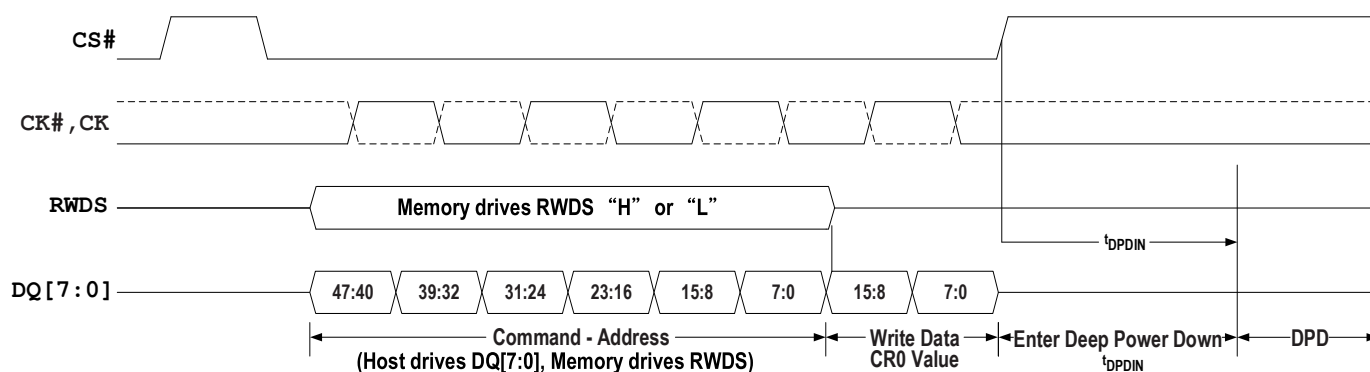 CS#
CK#,CK
RWDS
Memory drives RWDS “H” or “L”
tDPDIN
DQ[7:0]
47:40 39:32 31:24 23:16 15:8 7:0 15:8 7:0
Command - Address
(Host drives DQ[7:0], Memory drives RWDS)
Write Data
CR0 Value
Enter Deep Power Down
tDPDIN
DPD